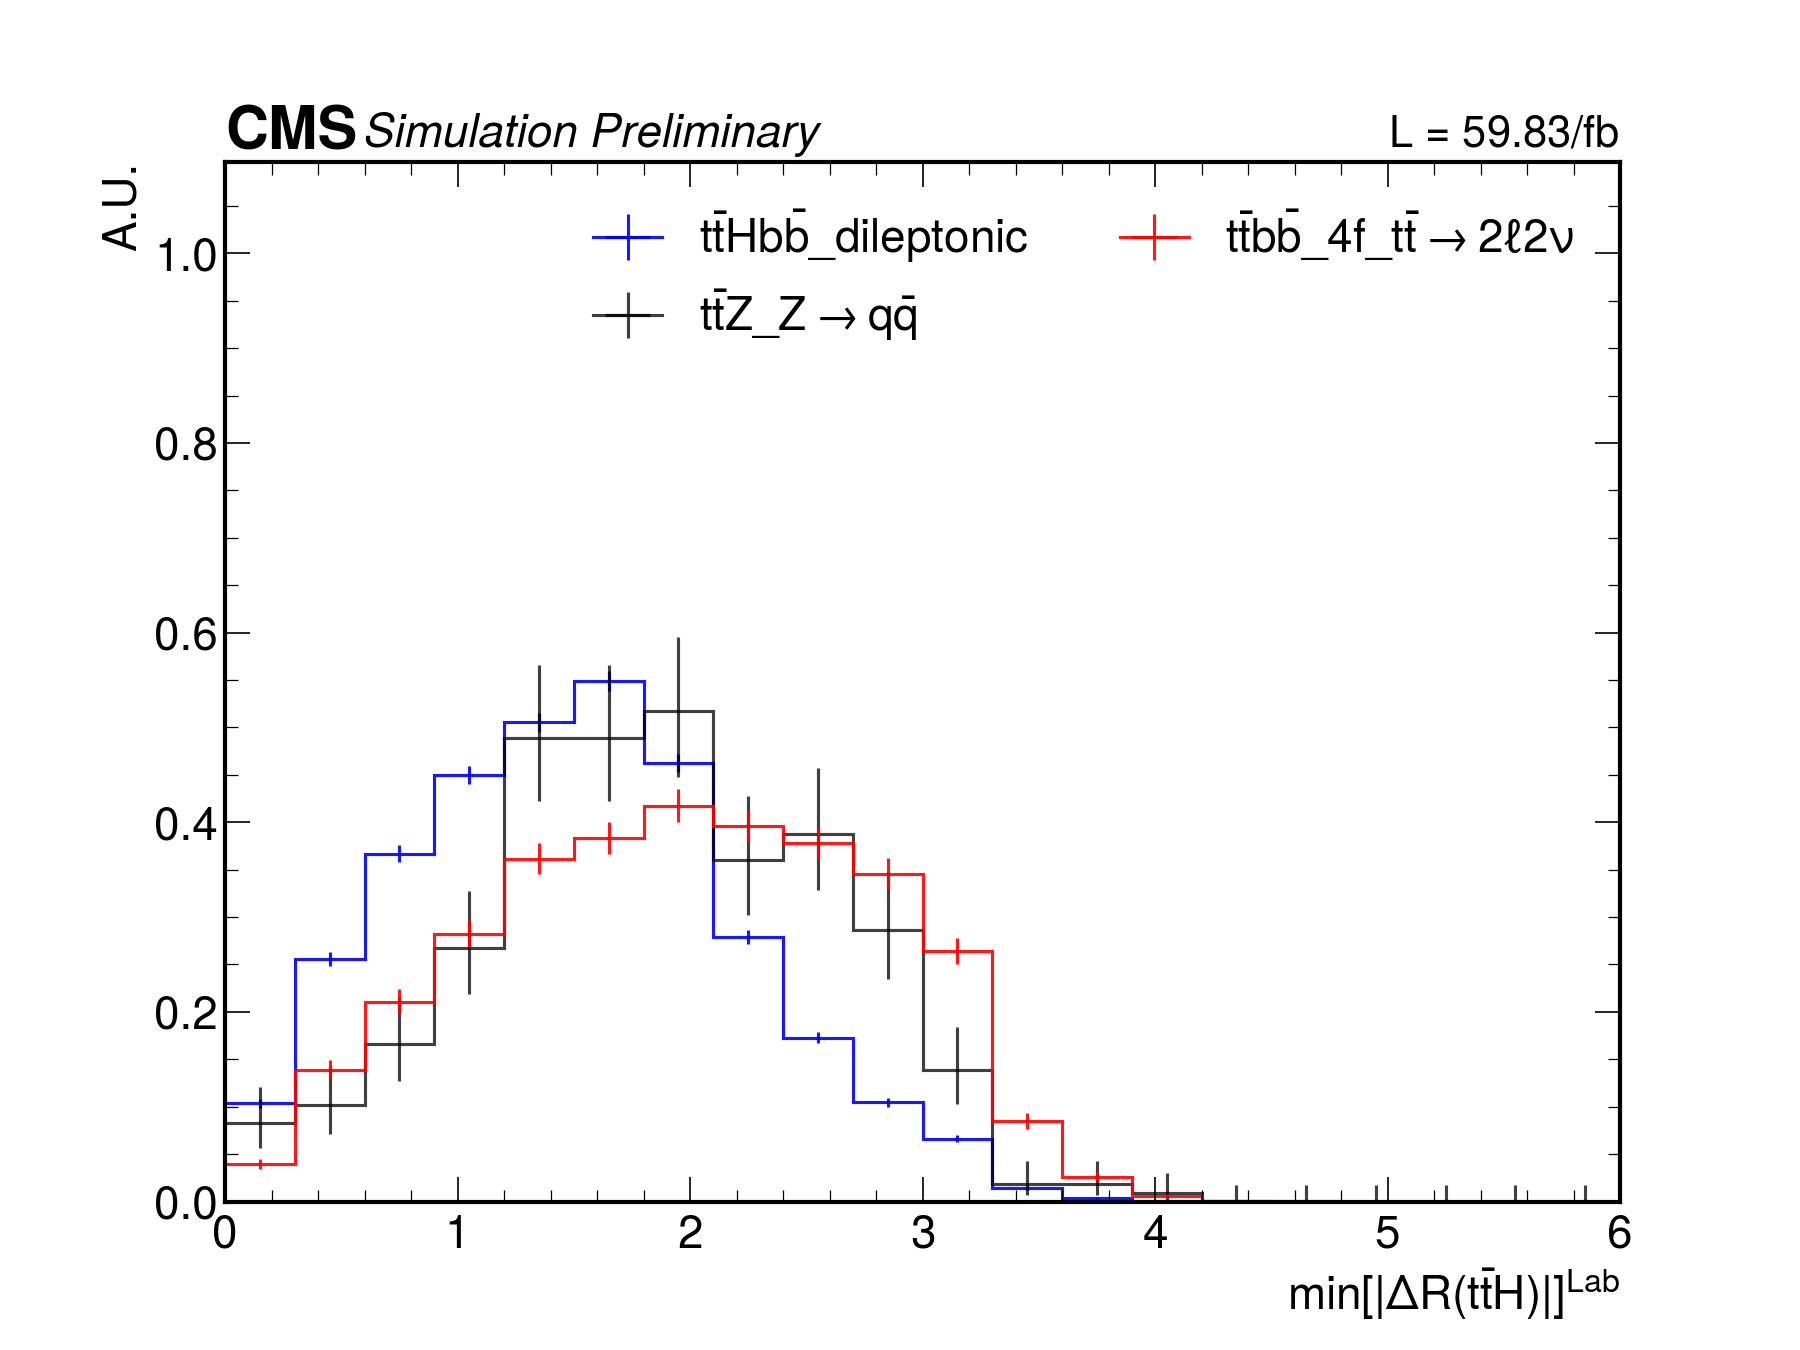 CMS Simulation Preliminary L = 59.83/fb
A.U.
tt̄Hbb̄_dileptonic tt̄bb̄_4f_tt̄ → 2ℓ2ν
tt̄Z_Z → qq̄
1.0
0.8
0.6
0.4
0.2
0.0
0 1 2 3 4 5 6
min[|ΔR(tt̄H)|]^Lab